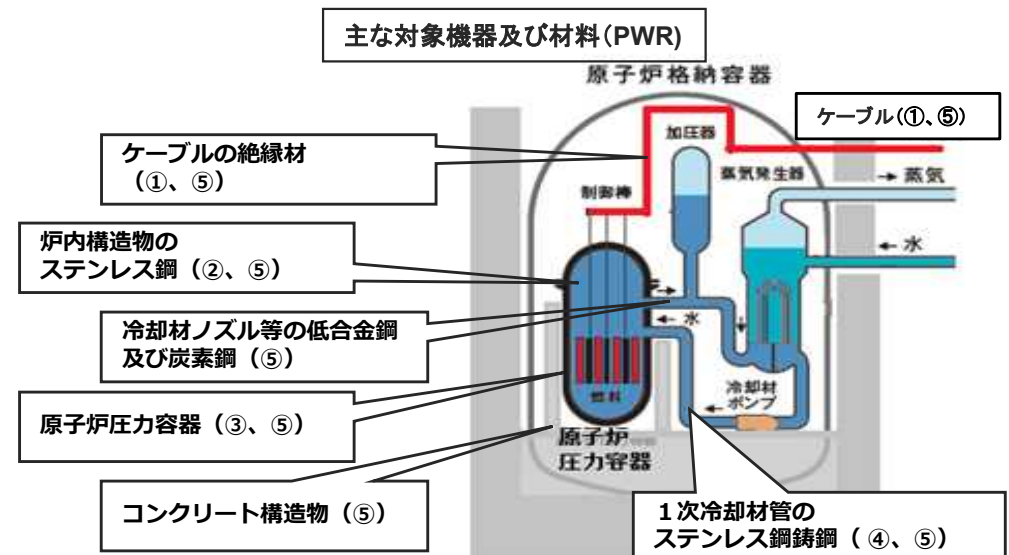 主な対象機器及び材料(PWR)
原子炉格納容器
ケーブル(①、⑤)
加圧器
ケーブルの絶縁材
(①、⑤)
蒸気発生器
→ 蒸気
制御棒
炉内構造物の
ステンレス鋼(②、⑤)
← 水
冷却材ノズル等の低合金鋼
及び炭素鋼(⑤)
← 水
燃料
冷却材
ポンプ
原子炉圧力容器(③、⑤)
原子炉
圧力容器
コンクリート構造物(⑤)
1次冷却材管の
ステンレス鋼鋳鋼( ④、⑤)